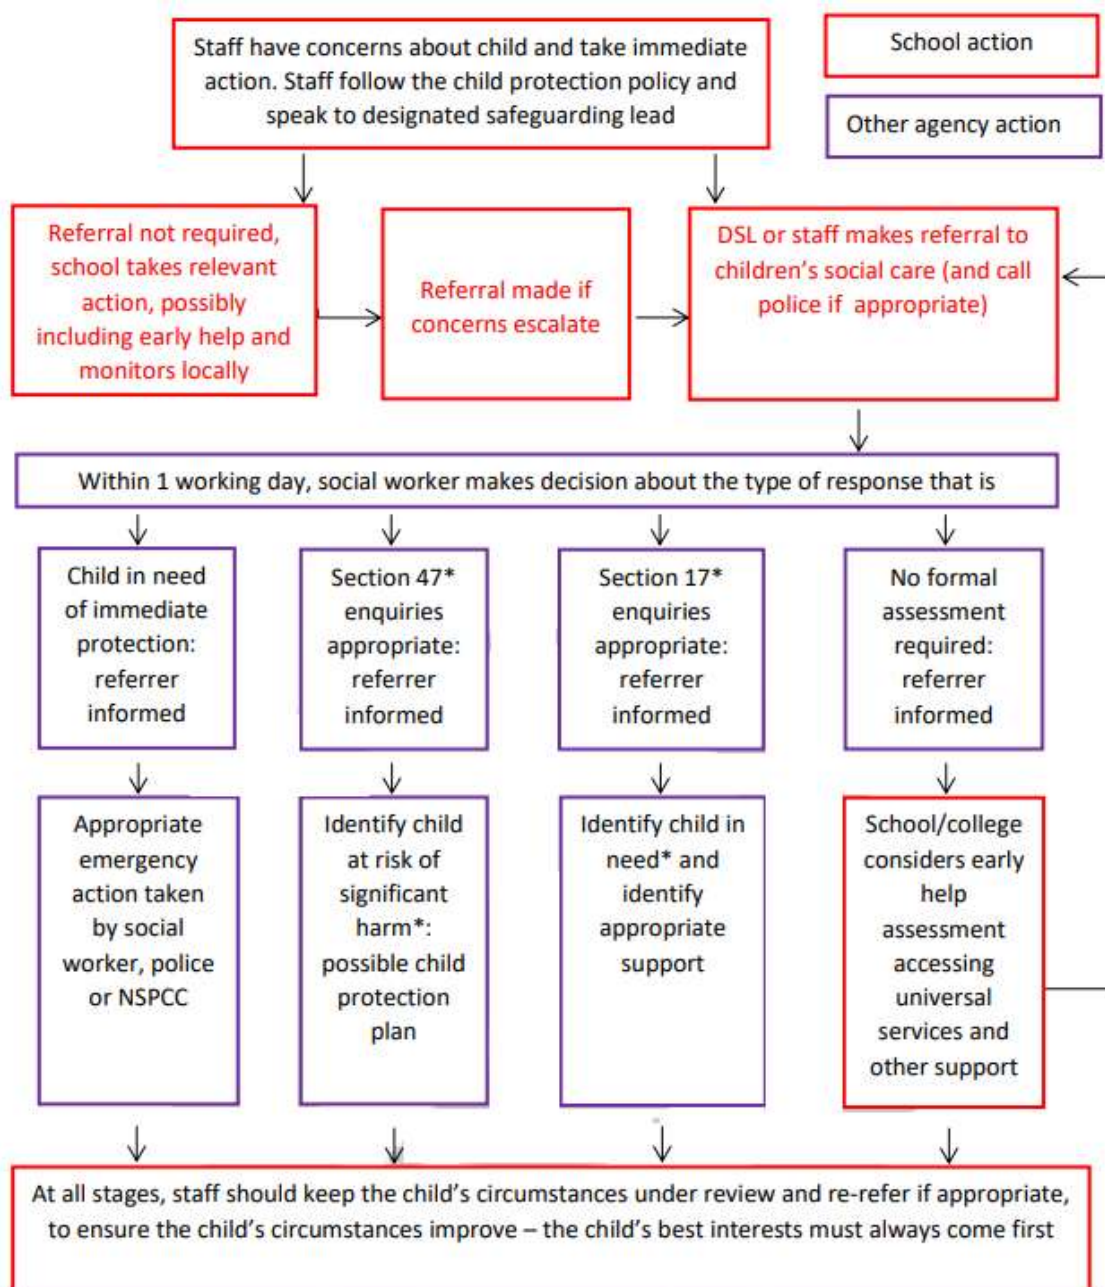 Staff have concerns about child and take immediate
action. Staff follow the child protection policy and
speak to designated safeguarding lead
School action
Other agency action
Referral not required,
school takes relevant
action, possibly
including early help and
monitors locally
Referral made if
concerns escalate
DSL or staff makes referral to
children’s social care (and call
police if appropriate)
Within 1 working day, social worker makes decision about the type of response that is
Child in need
of immediate
protection:
referrer
informed
Section 47*
enquiries
appropriate:
referrer
informed
Section 17*
enquiries
appropriate:
referrer
informed
No formal
assessment
required:
referrer
informed
Appropriate
emergency
action taken
by social
worker, police
or NSPCC
Identify child
at risk of
significant
harm*:
possible child
protection
plan
Identify child in
need* and
identify
appropriate
support
School/college
considers early
help
assessment
accessing
universal
services and
other support
At all stages, staff should keep the child’s circumstances under review and re-refer if appropriate,
to ensure the child’s circumstances improve – the child’s best interests must always come first